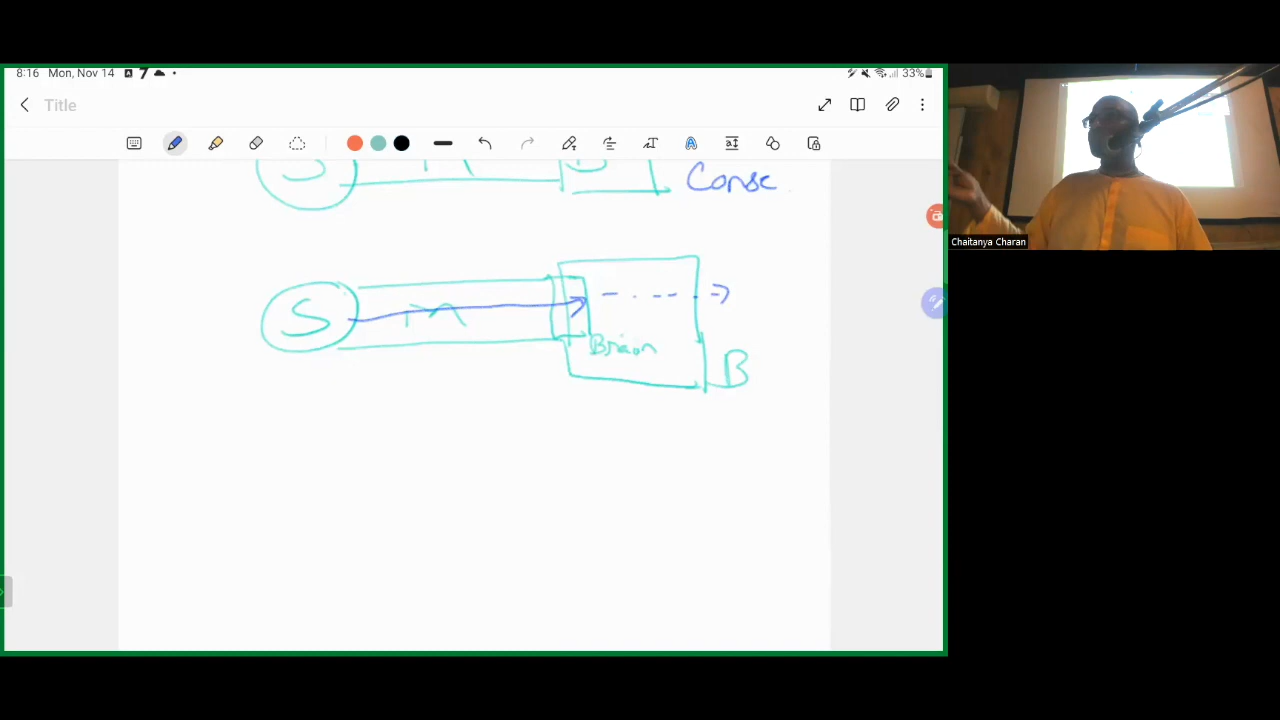 8:16 Mon, Nov 14
33%
Title
S M B Consc
S M Brain
B
Chaitanya Charan